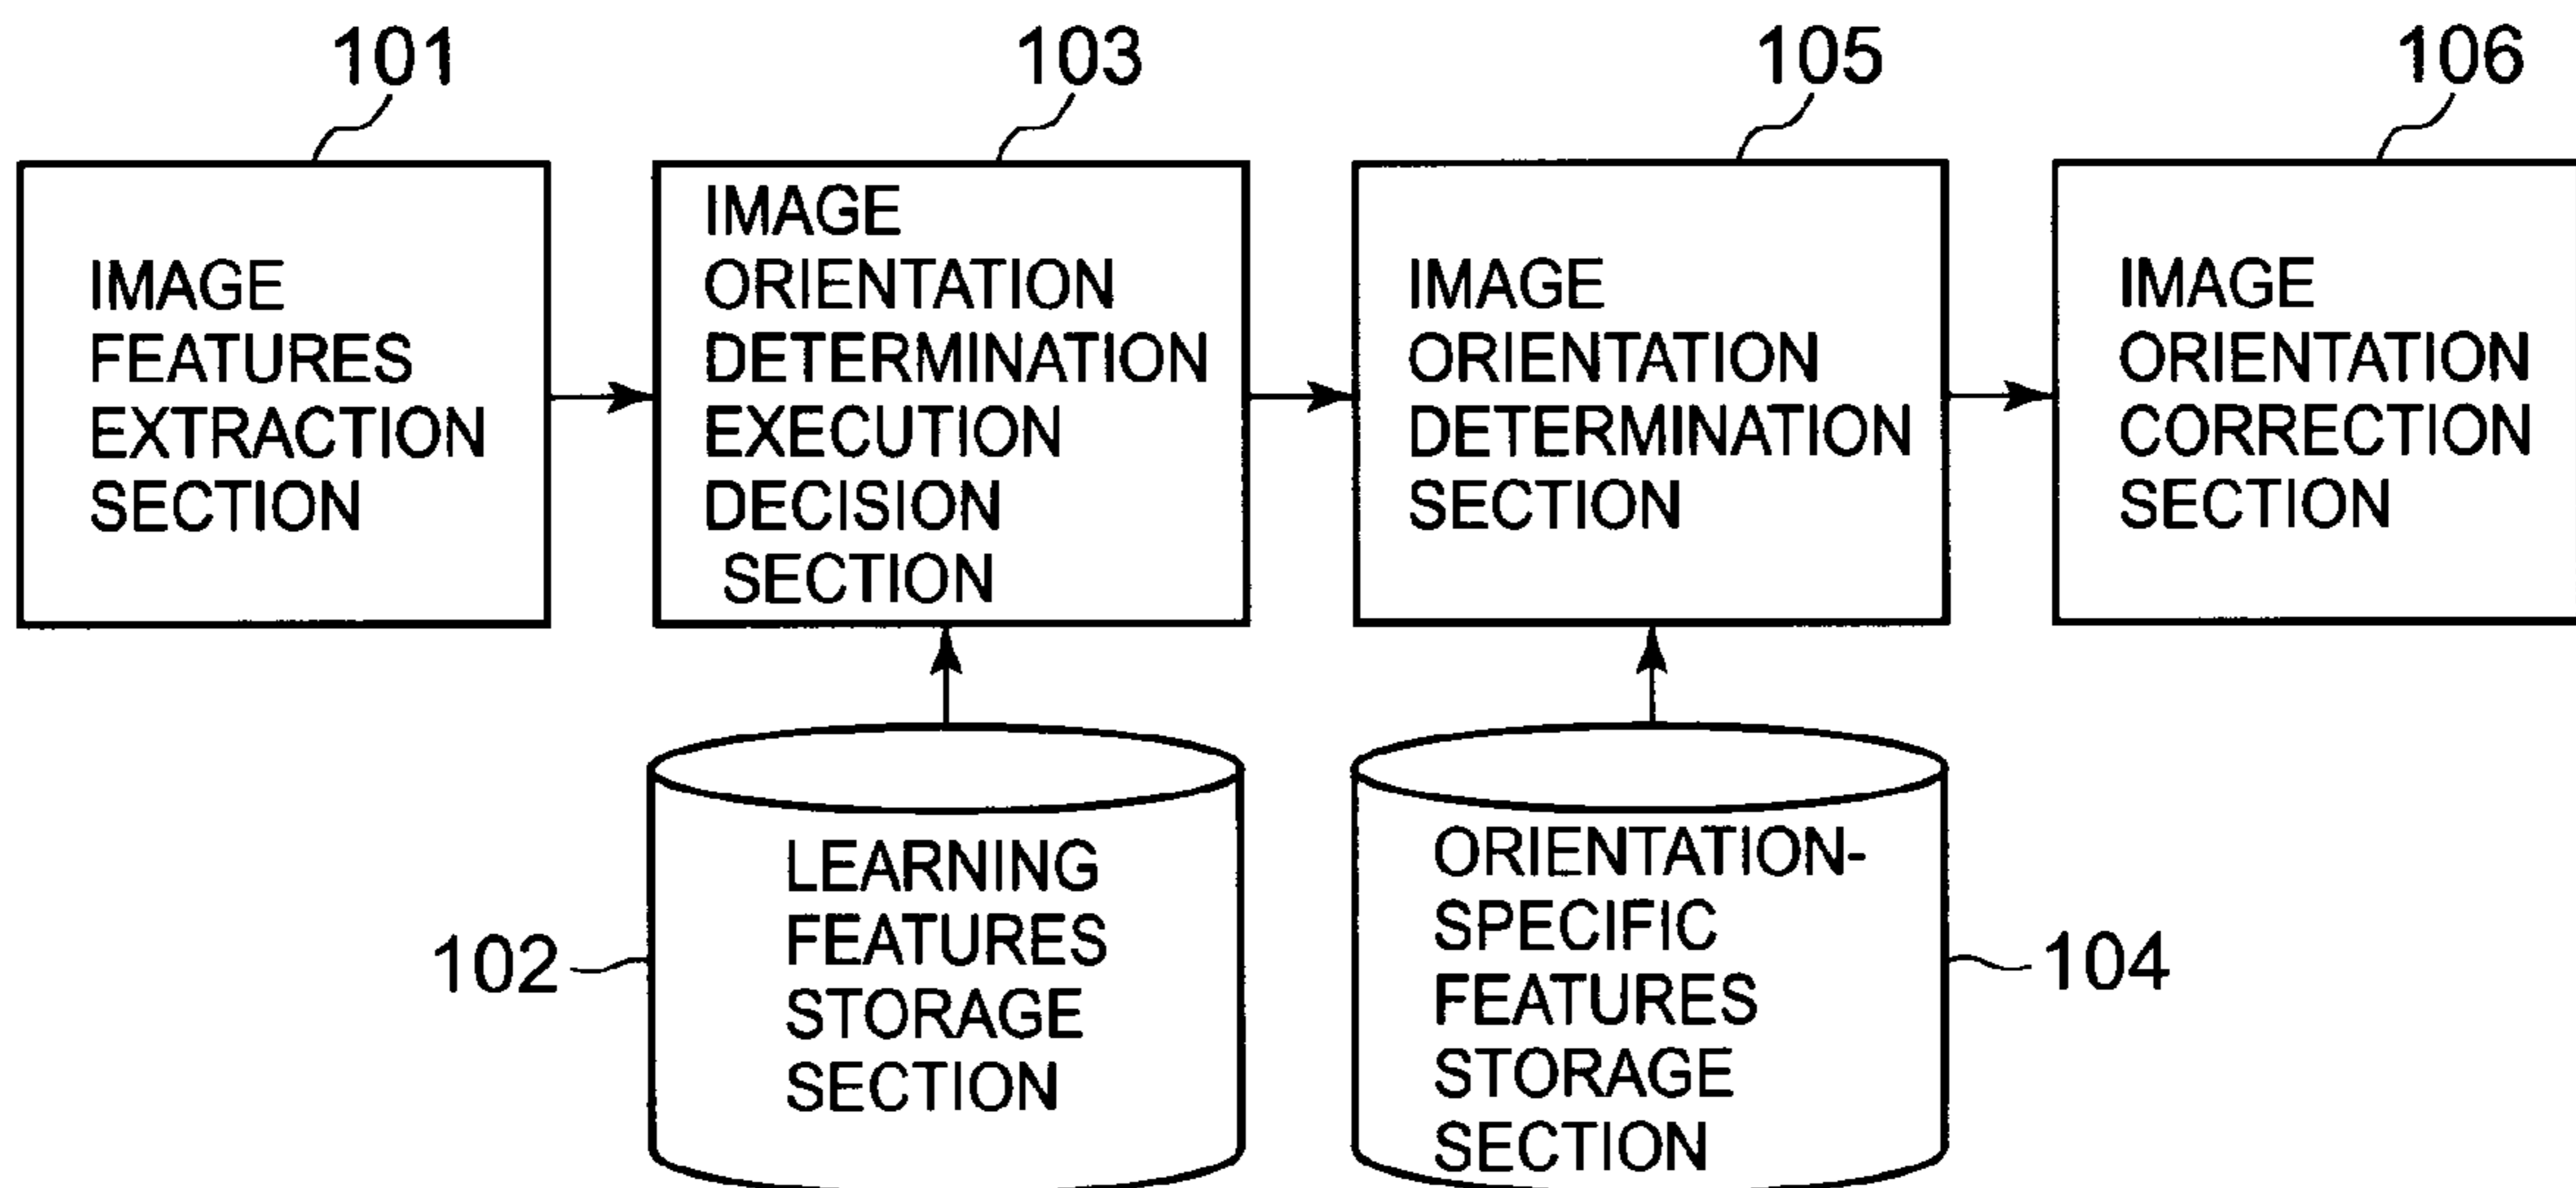 101
103
105
106
IMAGE
FEATURES
EXTRACTION
SECTION
IMAGE
ORIENTATION
DETERMINATION
EXECUTION
DECISION
SECTION
IMAGE
ORIENTATION
DETERMINATION
SECTION
IMAGE
ORIENTATION
CORRECTION
SECTION
102
LEARNING
FEATURES
STORAGE
SECTION
ORIENTATION-
SPECIFIC
FEATURES
STORAGE
SECTION
104